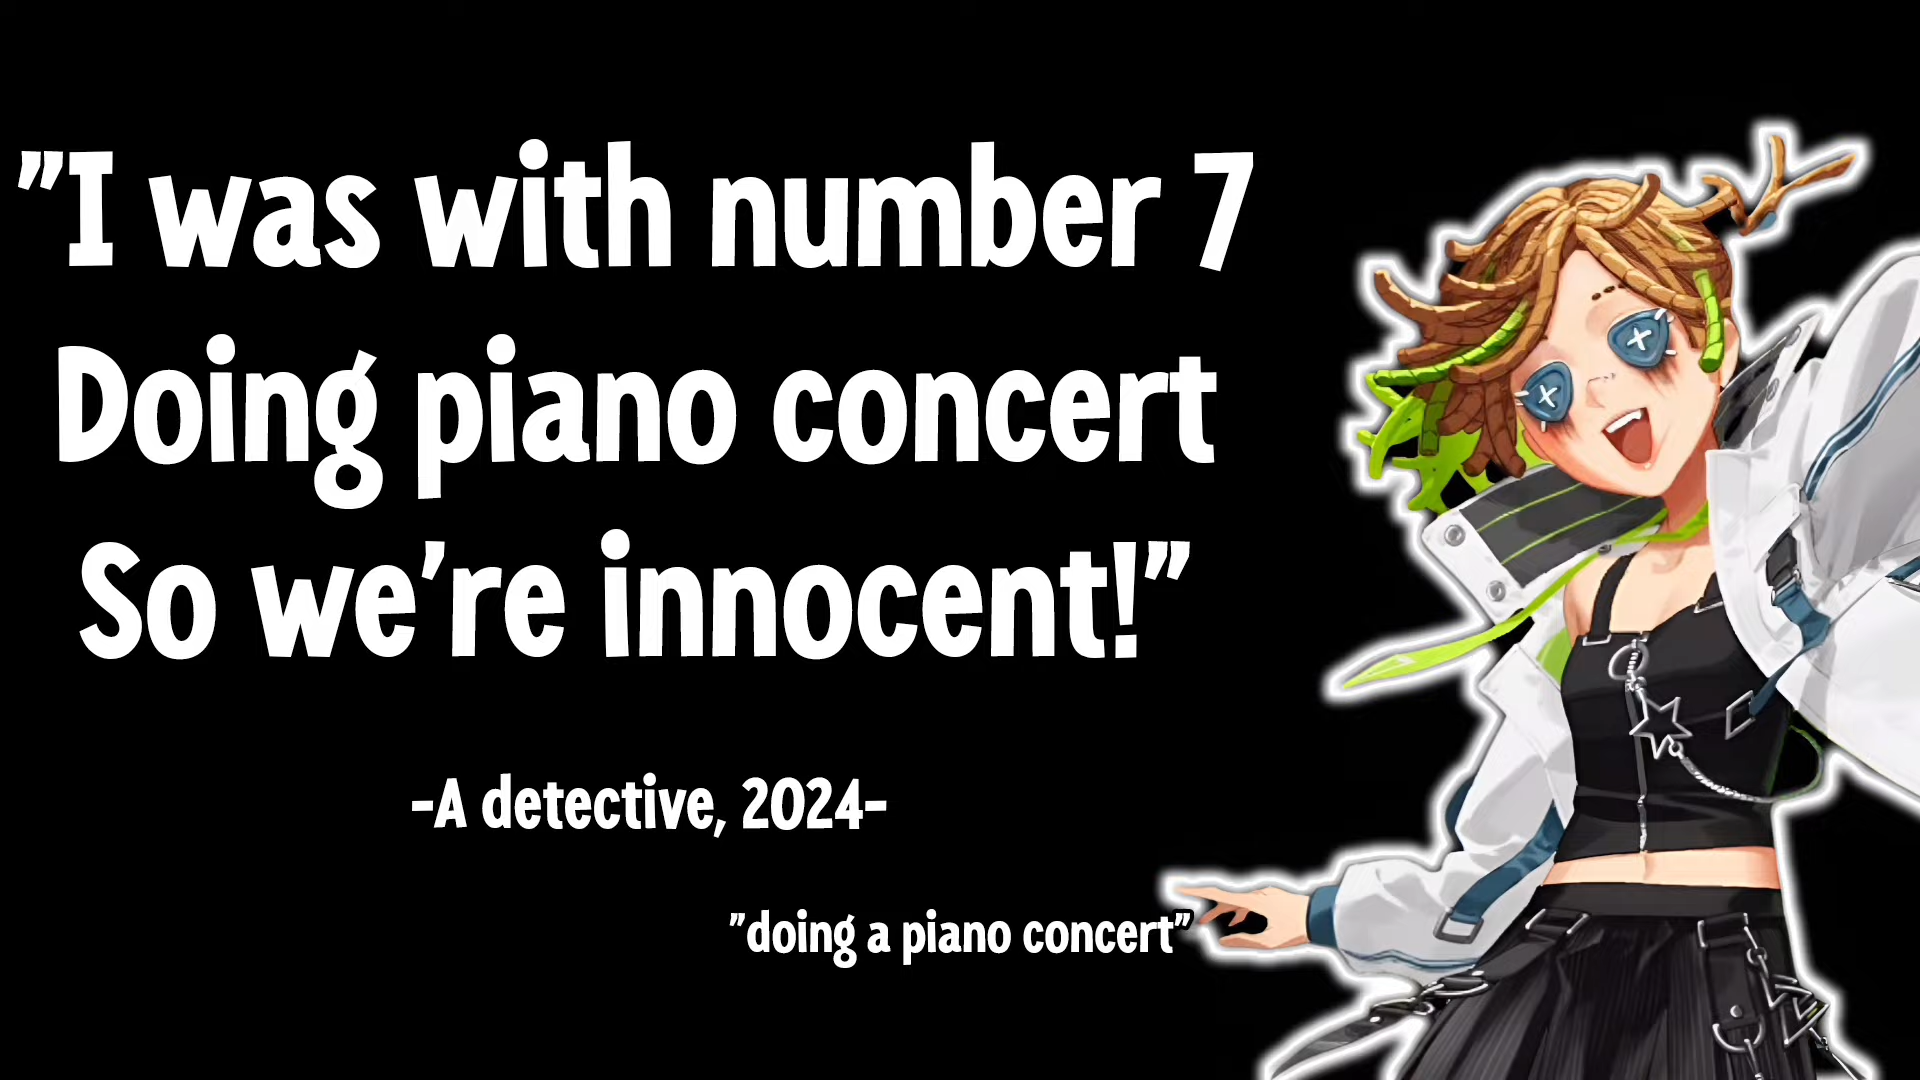 "I was with number 7
Doing piano concert
So we're innocent!"
-A detective, 2024-
"doing a piano concert"